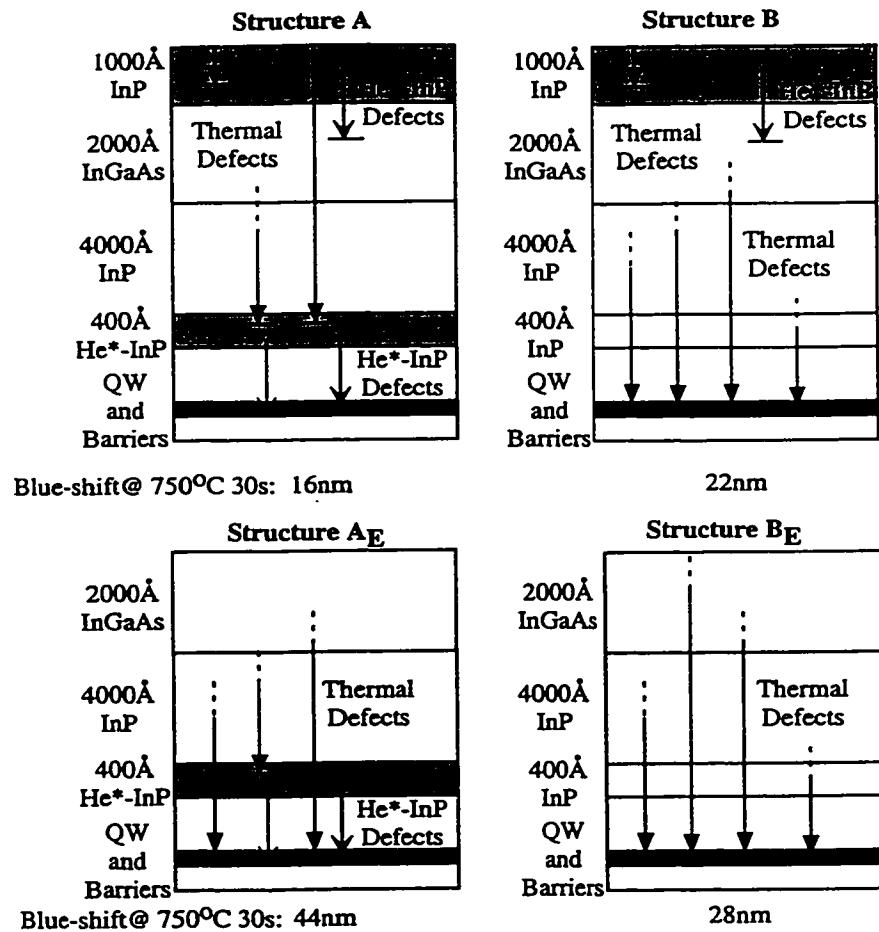 Structure A
1000Å
InP
Defects
Thermal
Defects
2000Å
InGaAs
4000Å
InP
400Å
He*-InP
He*-InP
Defects
QW
and
Barriers
Blue-shift@ 750°C 30s: 16nm
Structure B
1000Å
InP
He*-InP
Defects
Thermal
Defects
2000Å
InGaAs
4000Å
InP
Thermal
Defects
400Å
InP
QW
and
Barriers
22nm
Structure AE
2000Å
InGaAs
4000Å
InP
Thermal
Defects
400Å
He*-InP
He*-InP
Defects
QW
and
Barriers
Blue-shift@ 750°C 30s: 44nm
Structure BE
2000Å
InGaAs
4000Å
InP
Thermal
Defects
400Å
InP
QW
and
Barriers
28nm